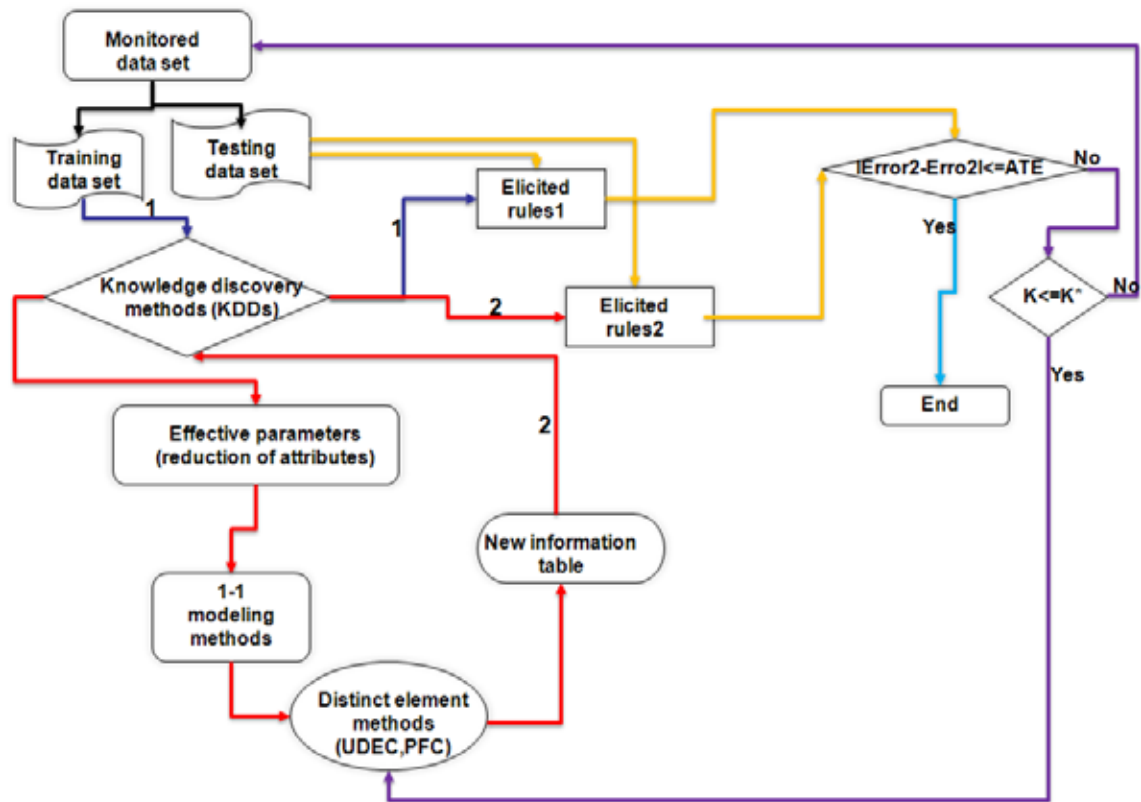 Monitored
data set
Training
data set
Testing
data set
1
Knowledge discovery
methods (KDDs)
1
2
Elicited
rules1
Elicited
rules2
lError2-Erro2l<=ATE
No
Yes
K<=K*
No
Yes
End
Effective parameters
(reduction of attributes)
2
New information
table
1-1
modeling
methods
Distinct element
methods
(UDEC,PFC)